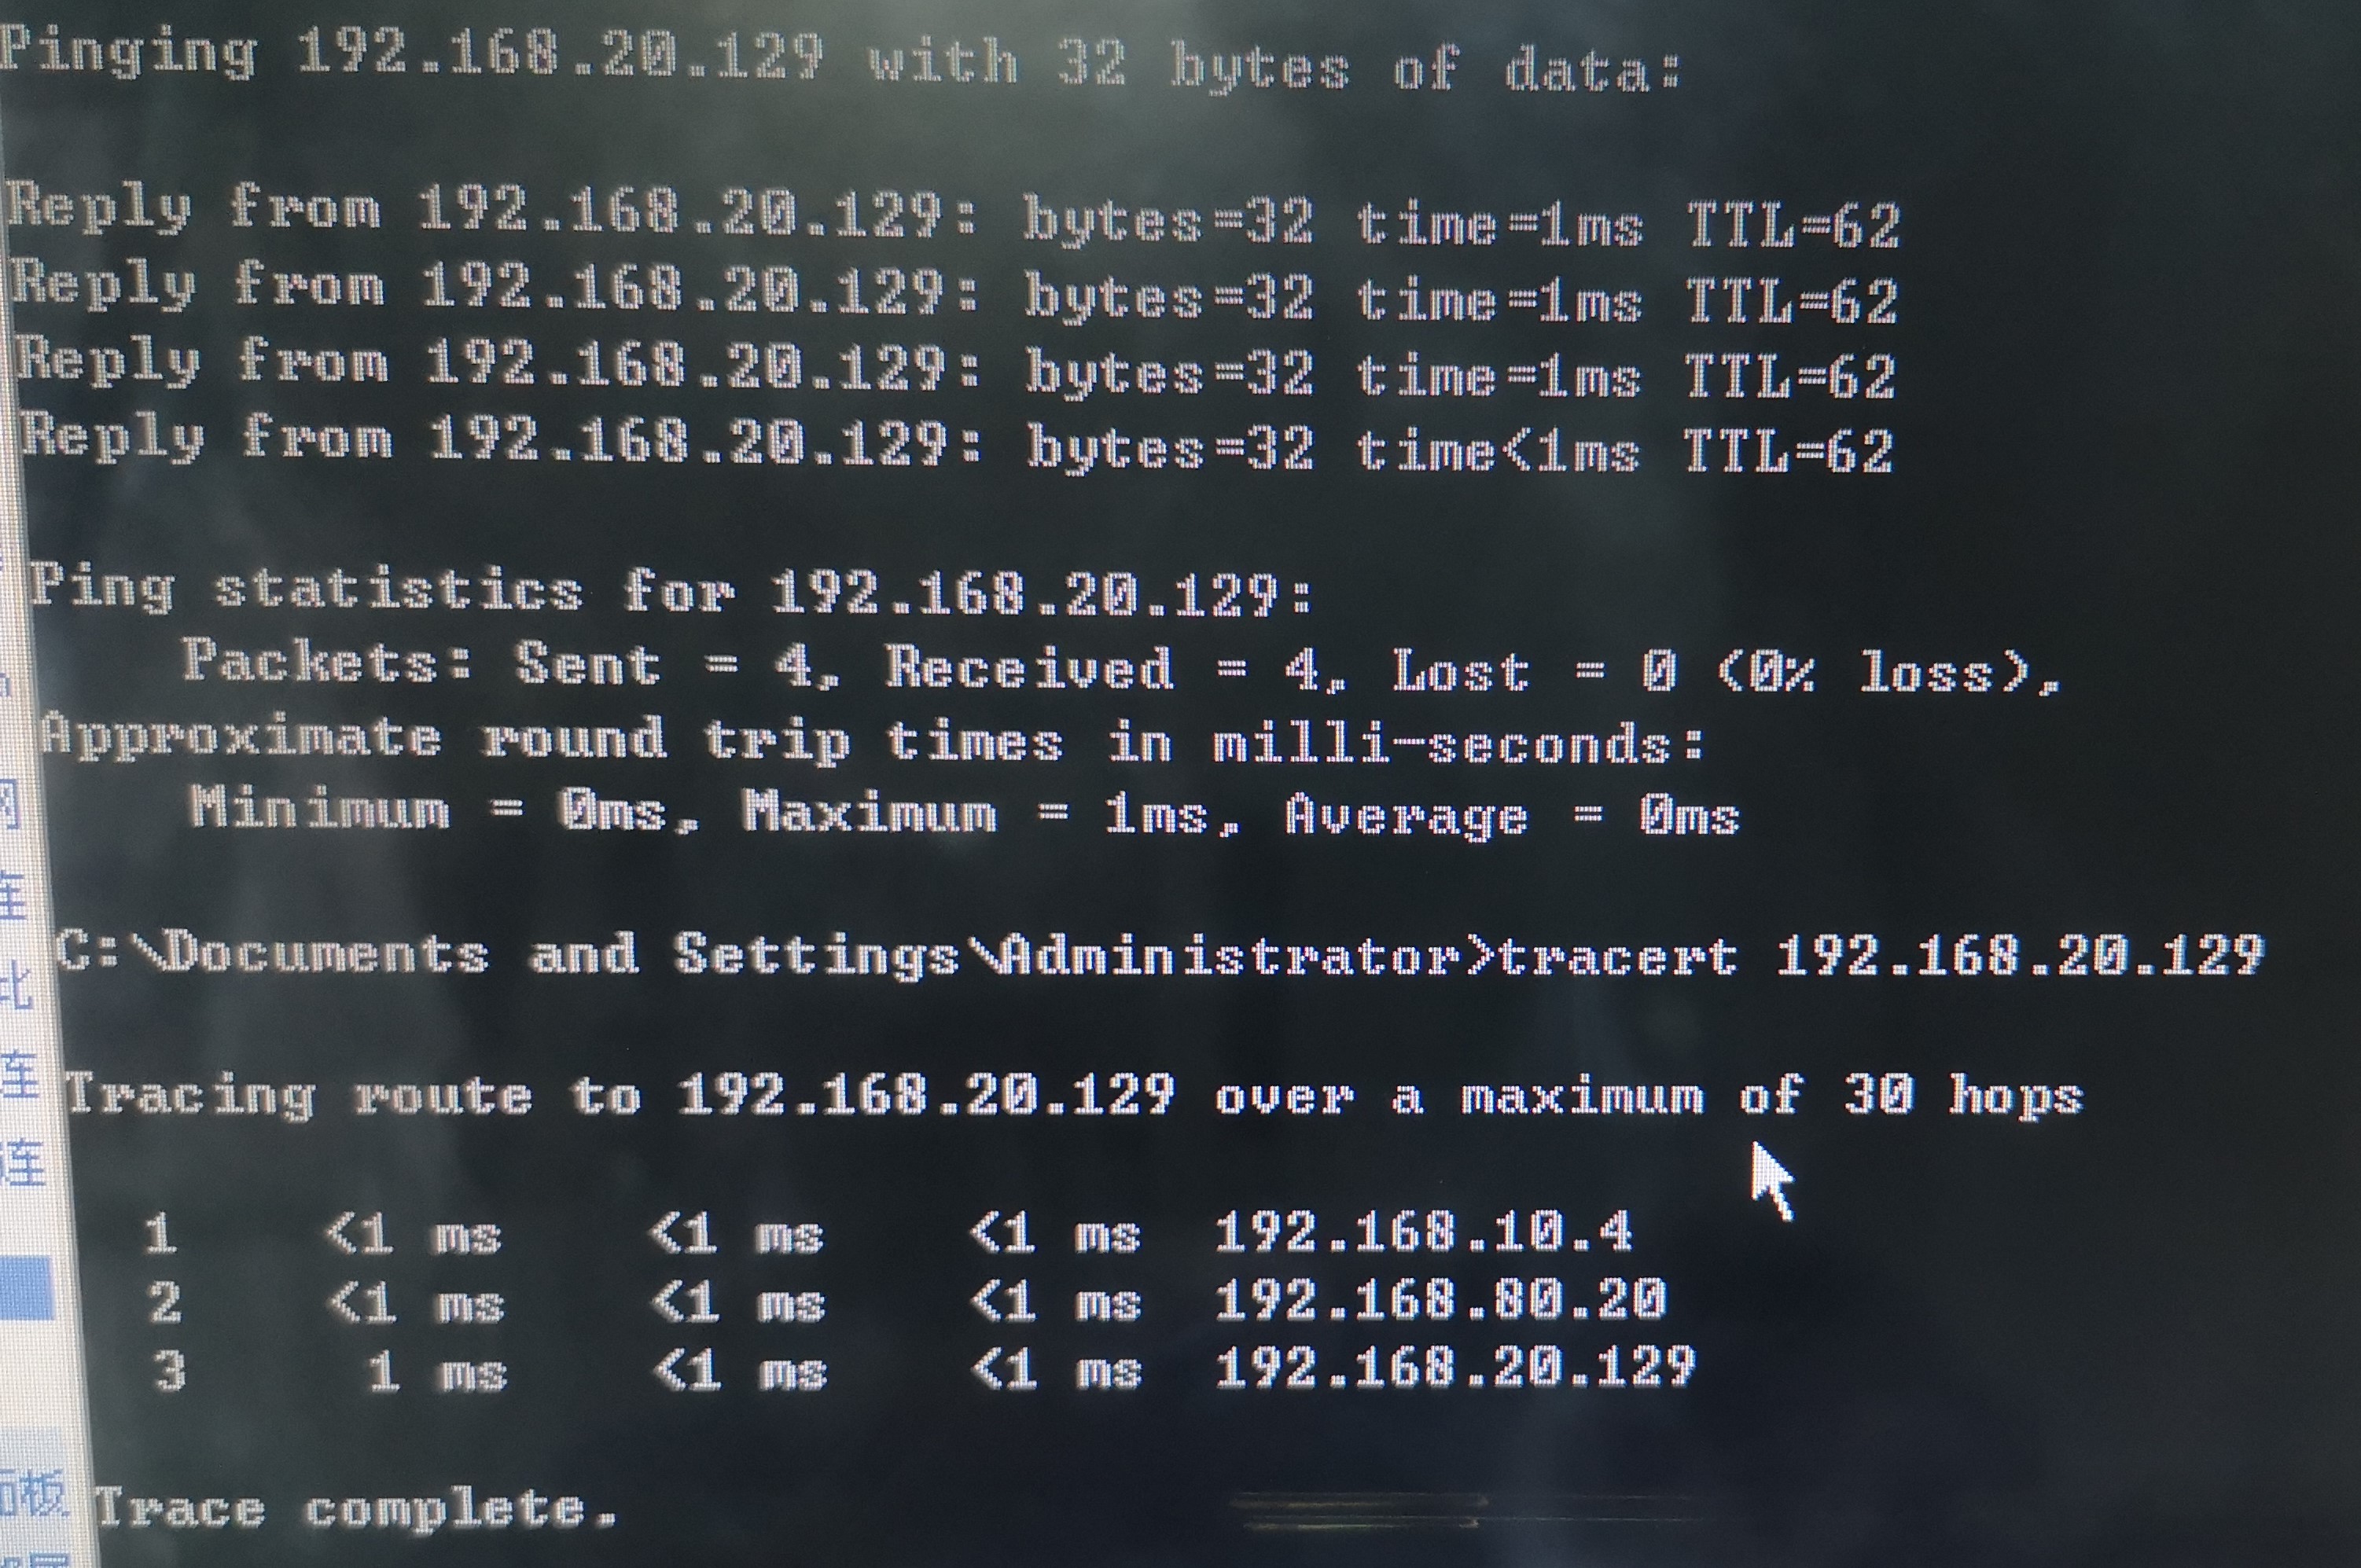 Pinging 192.168.20.129 with 32 bytes of data:
Reply from 192.168.20.129: bytes=32 time=1ms TTL=62
Reply from 192.168.20.129: bytes=32 time=1ms TTL=62
Reply from 192.168.20.129: bytes=32 time=1ms TTL=62
Reply from 192.168.20.129: bytes=32 time<1ms TTL=62
Ping statistics for 192.168.20.129:
Packets: Sent = 4, Received = 4, Lost = 0 (0% loss),
Approximate round trip times in milli-seconds:
Minimum = 0ms, Maximum = 1ms, Average = 0ms
C:\Documents and Settings\Administrator>tracert 192.168.20.129
Tracing route to 192.168.20.129 over a maximum of 30 hops
1 <1 ms <1 ms <1 ms 192.168.10.4
2 <1 ms <1 ms <1 ms 192.168.80.20
3 1 ms <1 ms <1 ms 192.168.20.129
Trace complete.
连
此
连
连